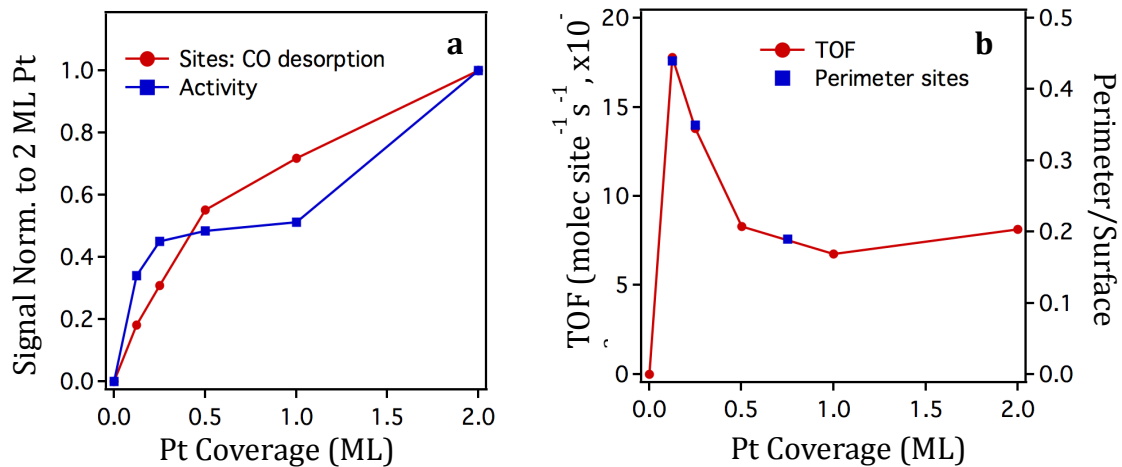 a
Sites: CO desorption
Activity
Signal Norm. to 2 ML Pt
1.0
0.8
0.6
0.4
0.2
0.0
0.0
0.5
1.0
1.5
2.0
Pt Coverage (ML)
b
TOF
Perimeter sites
TOF (molec site⁻¹ s⁻¹, x10⁻
20
15
10
5
0
0.5
0.4
0.3
0.2
0.1
0.0
Perimeter/Surface
0.0
0.5
1.0
1.5
2.0
Pt Coverage (ML)